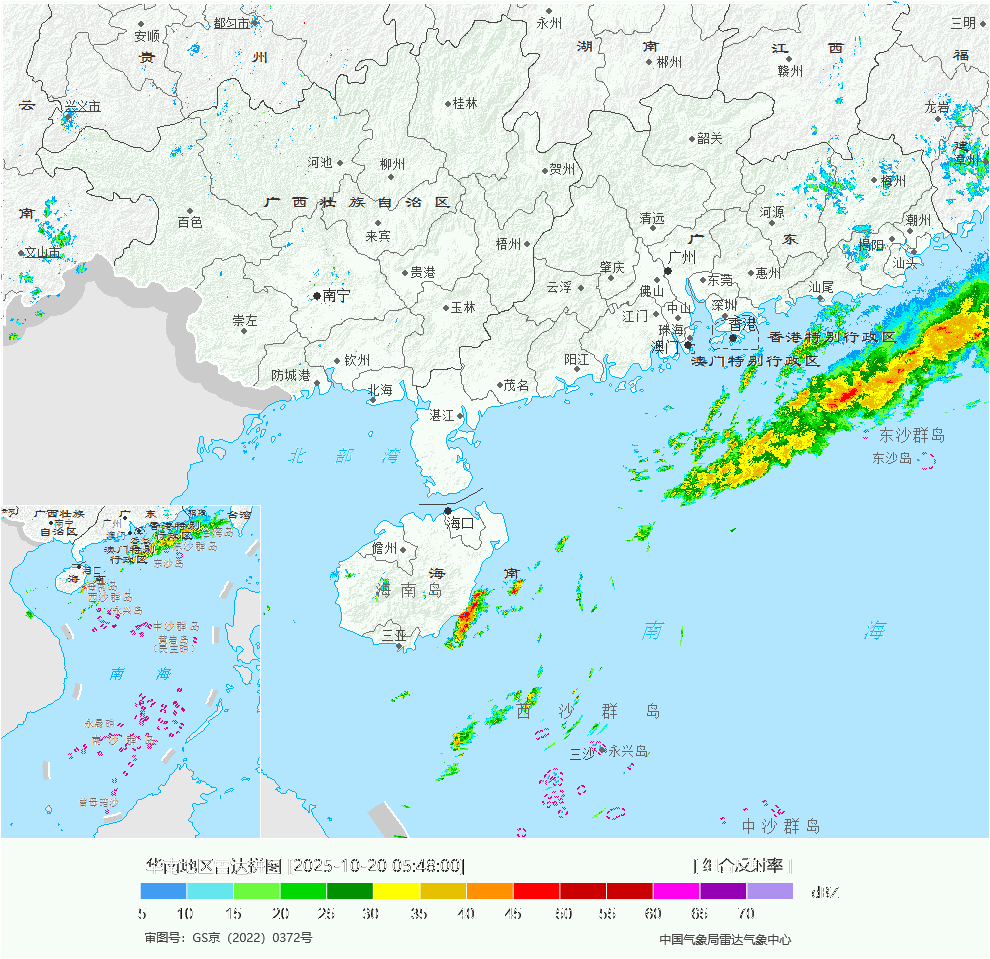 永州
三明
都匀市
安顺
贵 州
湖 南
江 西
郴州
赣州
福
云
兴义市
桂林
龙岩
建
漳州
韶关
河池
柳州
贺州
梅州
广西壮族自治区
南
百色
来宾
清远
河源
潮州
文山市
梧州
广 东
揭阳
汕头
广州
贵港
肇庆
东莞
惠州
南宁
云浮
佛山
汕尾
崇左
玉林
江门
中山
深圳
珠海
香港
香港特别行政区
澳门
澳门特别行政区
钦州
阳江
防城港
北海
茂名
湛江
东沙群岛
北 部 湾
东沙岛
海口
儋州
海 南
海南岛
三亚
南 海
西沙群岛
三沙
永兴岛
中沙群岛
广西壮族
自治区
南宁
广 东
广州
台湾
香港特别
行政区
澳门特别
行政区
东沙群岛
东沙岛
海口
海 南
西沙群岛
永兴岛
中沙群岛
黄岩岛
南 海
永暑礁
南沙群岛
曾母暗沙
华南地区雷达拼图 [2025-10-20 05:48:00]
[ 组合反射率 ]
dBZ
5 10 15 20 25 30 35 40 45 50 55 60 65 70
审图号：GS京（2022）0372号
中国气象局雷达气象中心